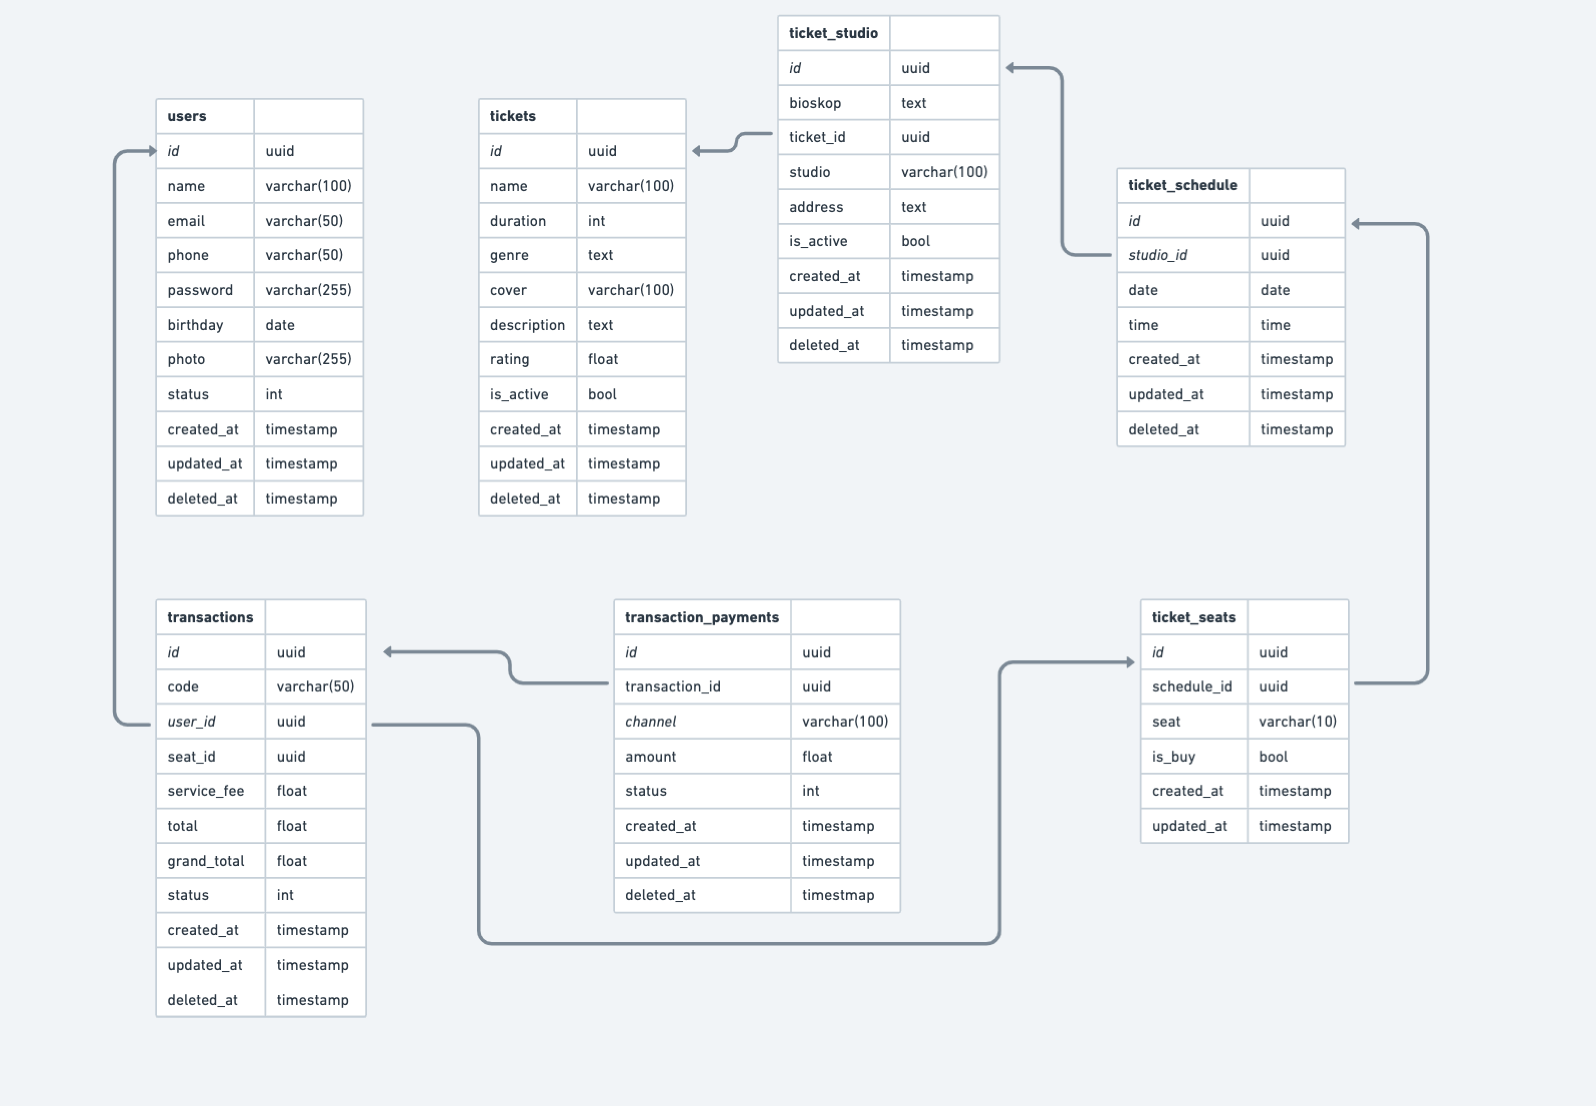 ticket_studio
id uuid
bioskop text
ticket_id uuid
studio varchar(100)
address text
is_active bool
created_at timestamp
updated_at timestamp
deleted_at timestamp
users
id uuid
name varchar(100)
email varchar(50)
phone varchar(50)
password varchar(255)
birthday date
photo varchar(255)
status int
created_at timestamp
updated_at timestamp
deleted_at timestamp
tickets
id uuid
name varchar(100)
duration int
genre text
cover varchar(100)
description text
rating float
is_active bool
created_at timestamp
updated_at timestamp
deleted_at timestamp
ticket_schedule
id uuid
studio_id uuid
date date
time time
created_at timestamp
updated_at timestamp
deleted_at timestamp
transactions
id uuid
code varchar(50)
user_id uuid
seat_id uuid
service_fee float
total float
grand_total float
status int
created_at timestamp
updated_at timestamp
deleted_at timestamp
transaction_payments
id uuid
transaction_id uuid
channel varchar(100)
amount float
status int
created_at timestamp
updated_at timestamp
deleted_at timestmap
ticket_seats
id uuid
schedule_id uuid
seat varchar(10)
is_buy bool
created_at timestamp
updated_at timestamp